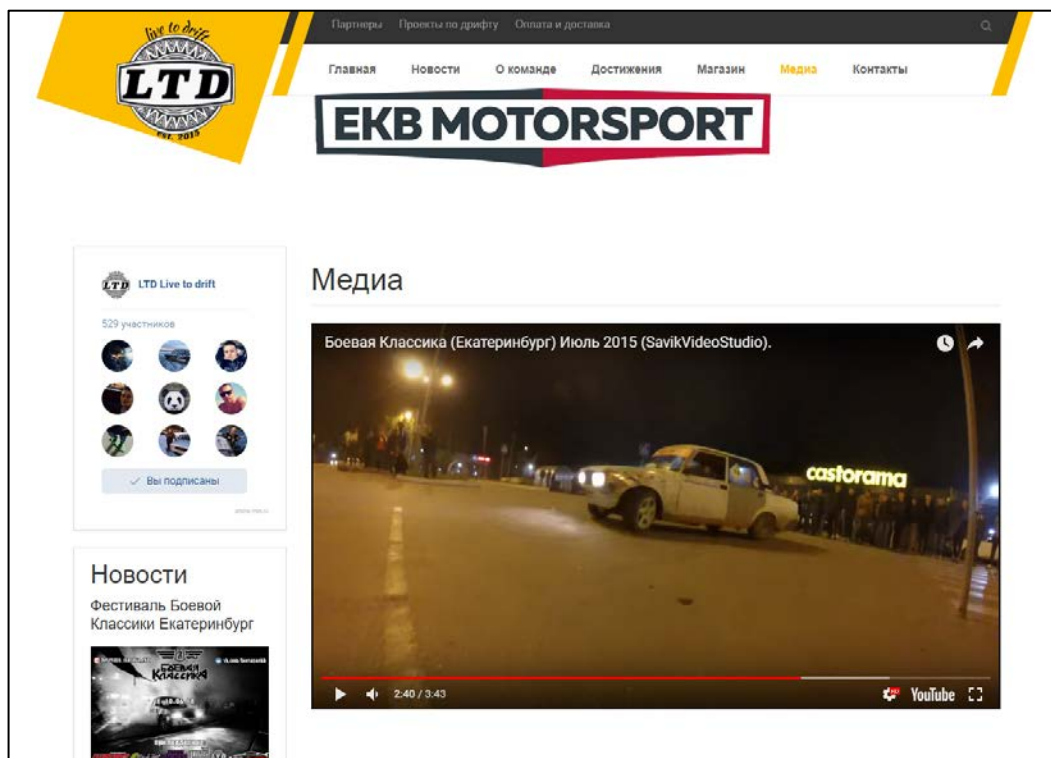 Партнеры Проекты по дрифту Оплата и доставка
live to drift
LTD
est. 2015
Главная Новости О команде Достижения Магазин Медиа Контакты
EKB MOTORSPORT
LTD LTD Live to drift
529 участников
Вы подписаны
Медиа
Боевая Классика (Екатеринбург) Июль 2015 (SavikVideoStudio).
castorama
2:40 / 3:43
HD
YouTube
Новости
Фестиваль Боевой
Классики Екатеринбург
БОЕВАЯ
КЛАССИКА